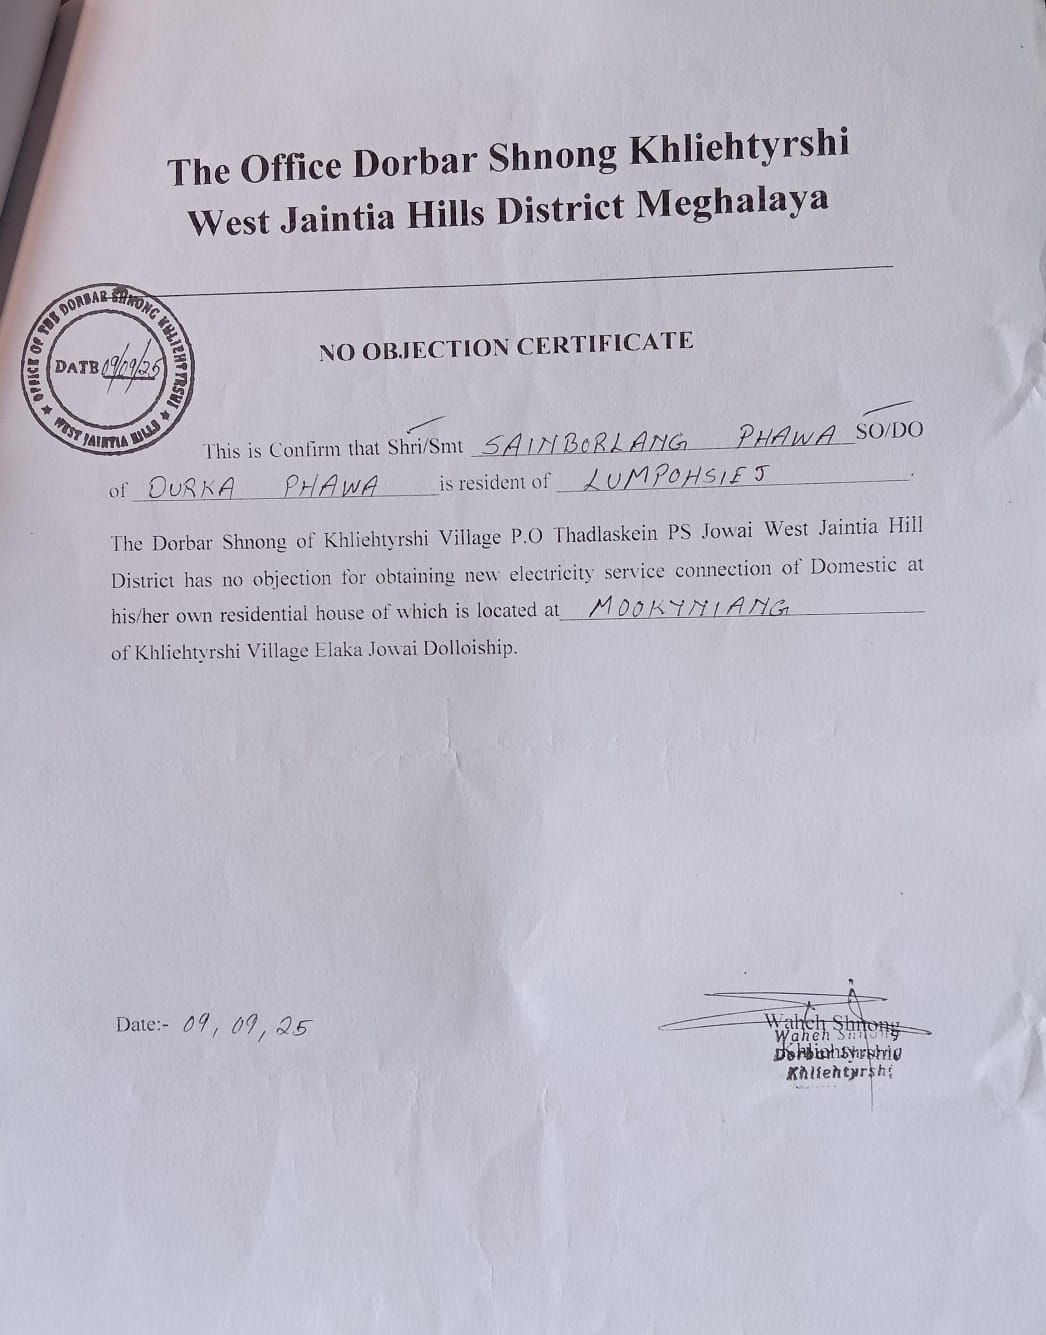 The Office Dorbar Shnong Khliehtyrshi
West Jaintia Hills District Meghalaya
OFFICE OF THE DORBAR SHNONG KHLIEHTYRSHI
★ WEST JAINTIA HILLS ★
DATE 09/09/25
NO OBJECTION CERTIFICATE
This is Confirm that Shri/Smt SAINBORLANG PHAWA SO/DO
of DURKA PHAWA is resident of LUMPOHSIEJ.
The Dorbar Shnong of Khliehtyrshi Village P.O Thadlaskein PS Jowai West Jaintia Hill
District has no objection for obtaining new electricity service connection of Domestic at
his/her own residential house of which is located at MOOKYNIANG
of Khliehtyrshi Village Elaka Jowai Dolloiship.
Date:- 09, 09, 25
Waheh Shnong
Waheh Shnong
Khliehtyrshi